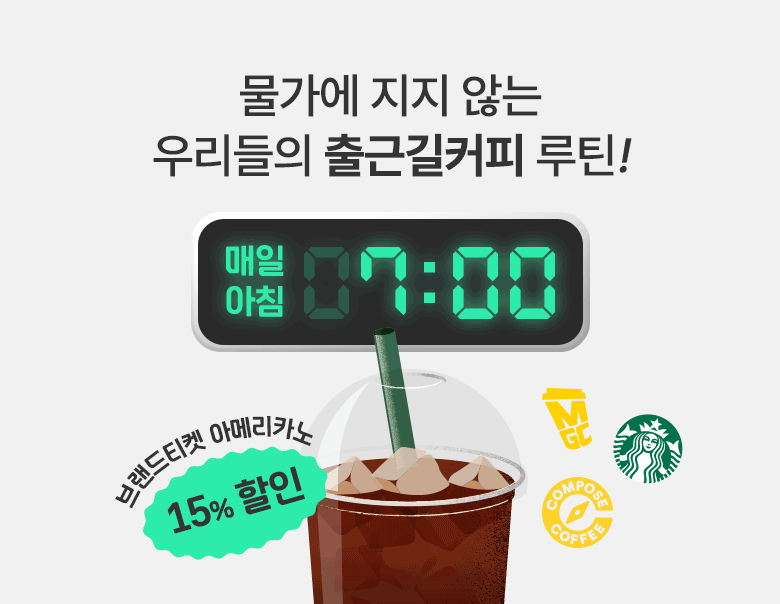 물가에 지지 않는
우리들의 출근길커피 루틴!
매일
아침
7:00
브랜드티켓 아메리카노
15% 할인
MGC
COMPOSE
COFFEE